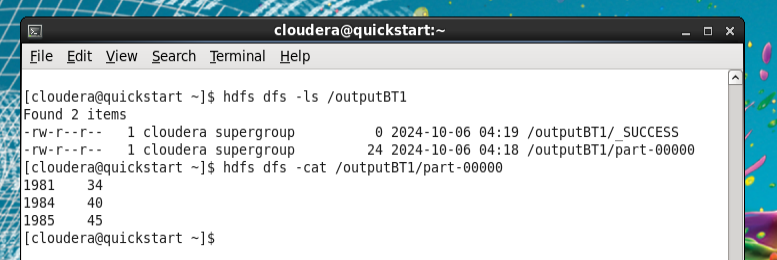 cloudera@quickstart:~
File Edit View Search Terminal Help
[cloudera@quickstart ~]$ hdfs dfs -ls /outputBT1
Found 2 items
-rw-r--r--   1 cloudera supergroup          0 2024-10-06 04:19 /outputBT1/_SUCCESS
-rw-r--r--   1 cloudera supergroup         24 2024-10-06 04:18 /outputBT1/part-00000
[cloudera@quickstart ~]$ hdfs dfs -cat /outputBT1/part-00000
1981    34
1984    40
1985    45
[cloudera@quickstart ~]$